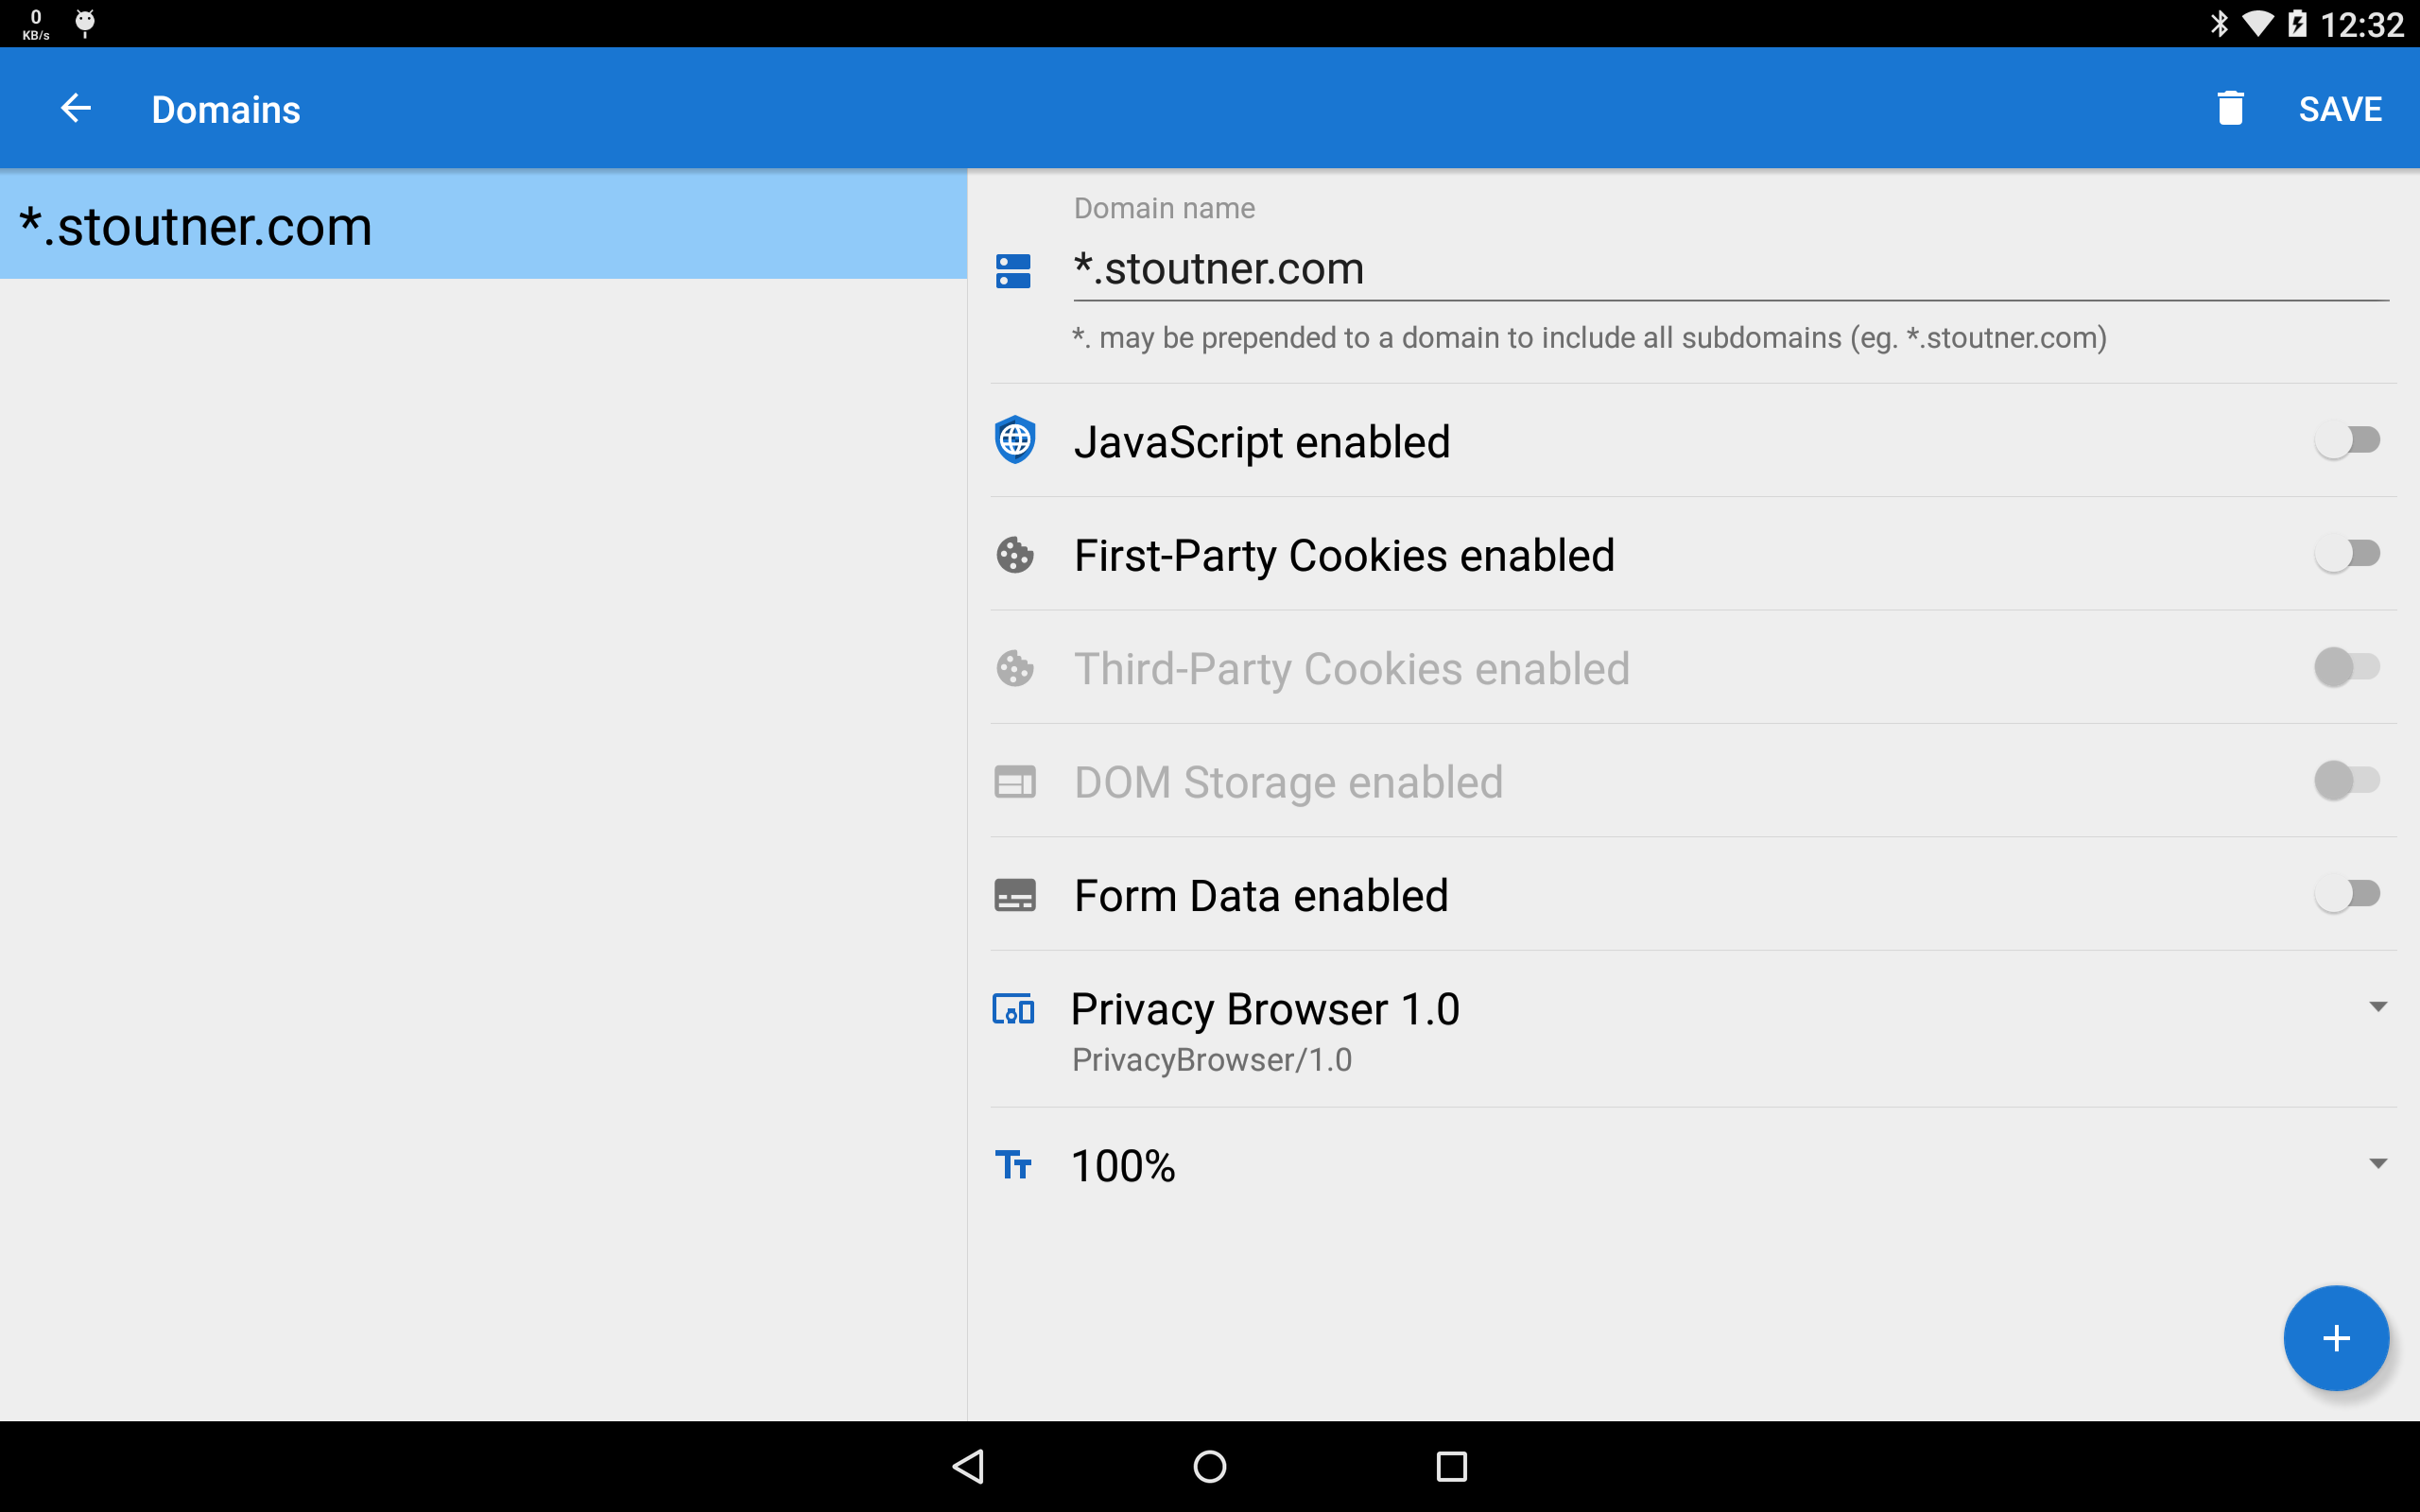 0
KB/s
12:32
Domains
SAVE
*.stoutner.com
Domain name
*.stoutner.com
*. may be prepended to a domain to include all subdomains (eg. *.stoutner.com)
JavaScript enabled
First-Party Cookies enabled
Third-Party Cookies enabled
DOM Storage enabled
Form Data enabled
Privacy Browser 1.0
PrivacyBrowser/1.0
100%